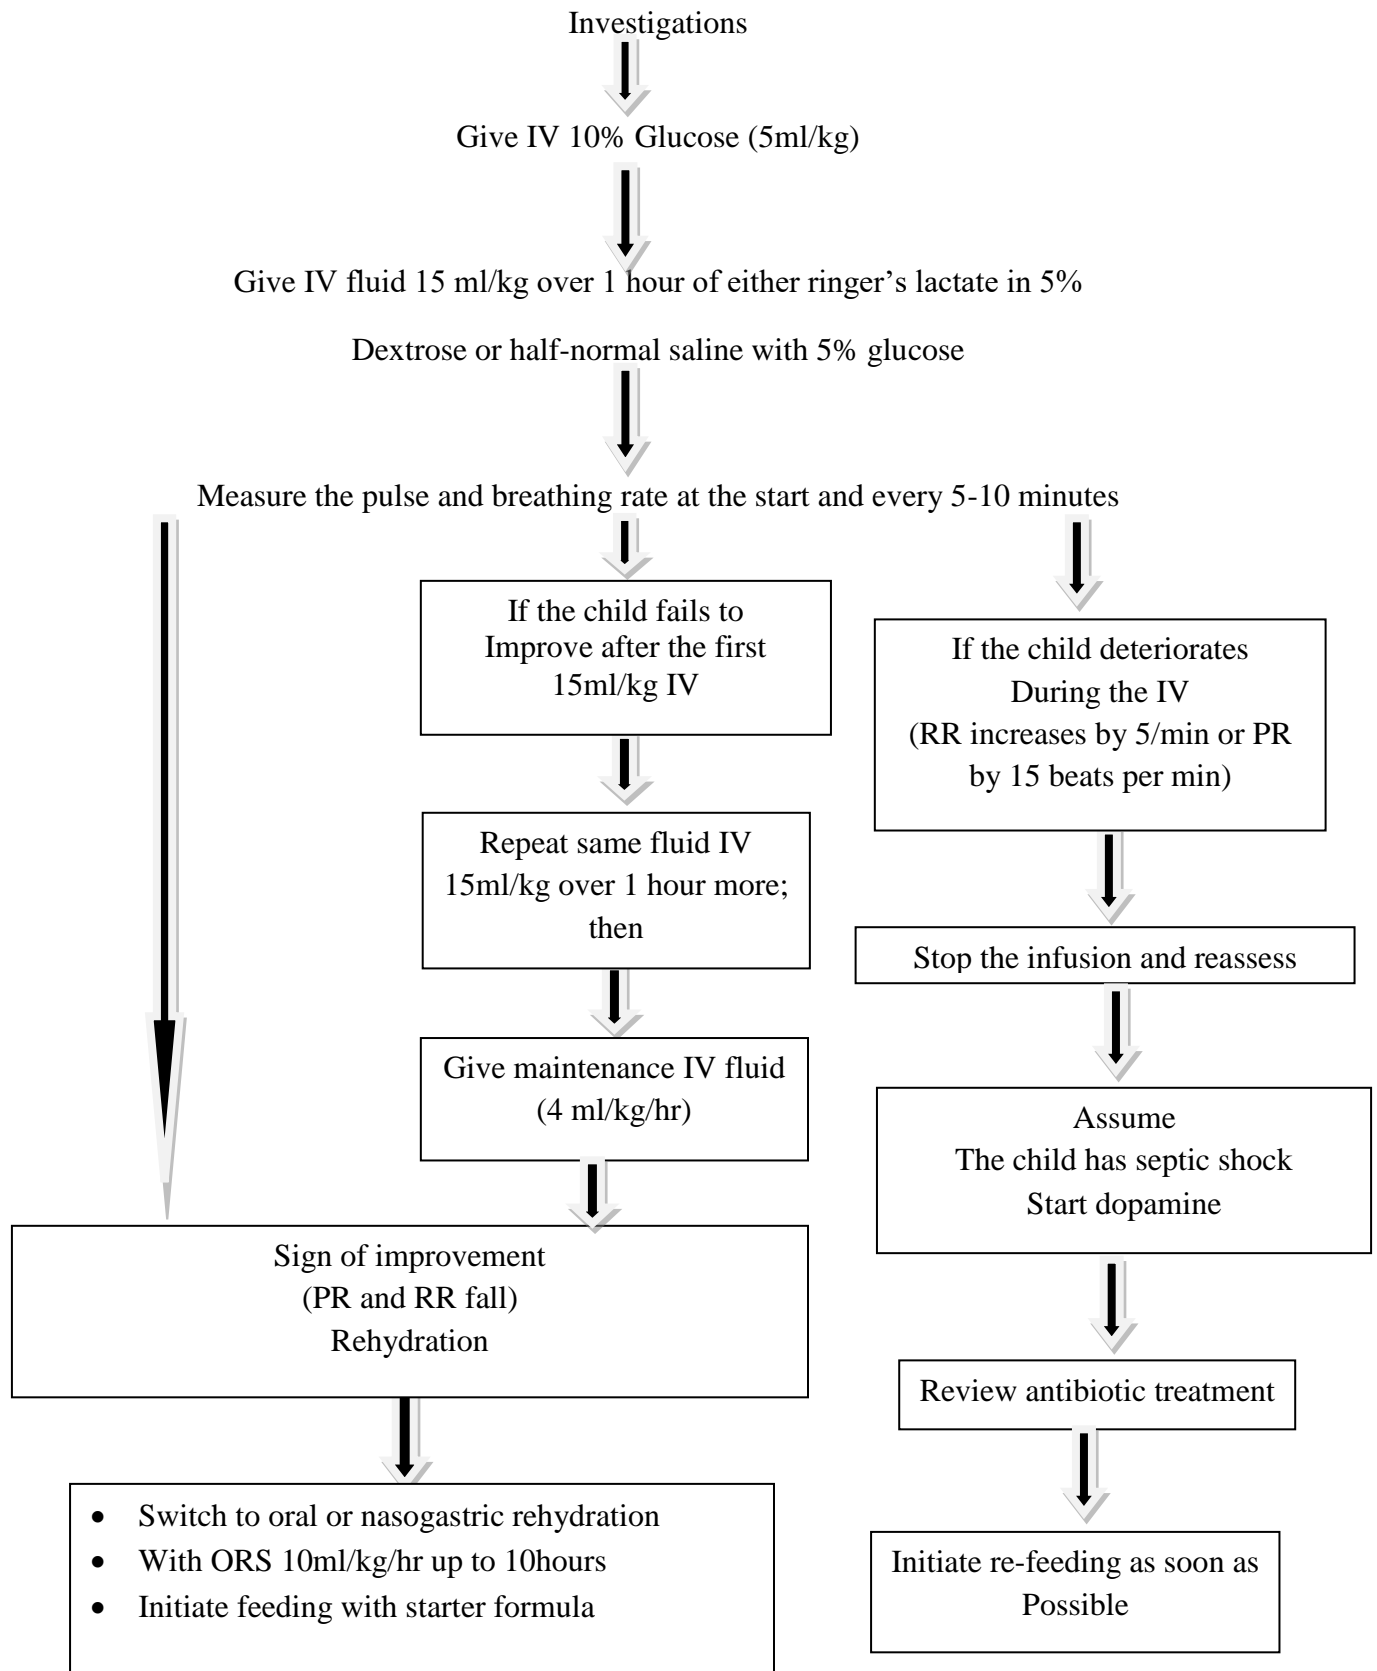 Investigations
Give IV 10% Glucose (5ml/kg)
Give IV fluid 15 ml/kg over 1 hour of either ringer’s lactate in 5%
Dextrose or half-normal saline with 5% glucose
Measure the pulse and breathing rate at the start and every 5-10 minutes
If the child fails to
Improve after the first
15ml/kg IV
Repeat same fluid IV
15ml/kg over 1 hour more;
then
Give maintenance IV fluid
(4 ml/kg/hr)
If the child deteriorates
During the IV
(RR increases by 5/min or PR
by 15 beats per min)
Stop the infusion and reassess
Assume
The child has septic shock
Start dopamine
Review antibiotic treatment
Initiate re-feeding as soon as
Possible
Sign of improvement
(PR and RR fall)
Rehydration
• Switch to oral or nasogastric rehydration
• With ORS 10ml/kg/hr up to 10hours
• Initiate feeding with starter formula